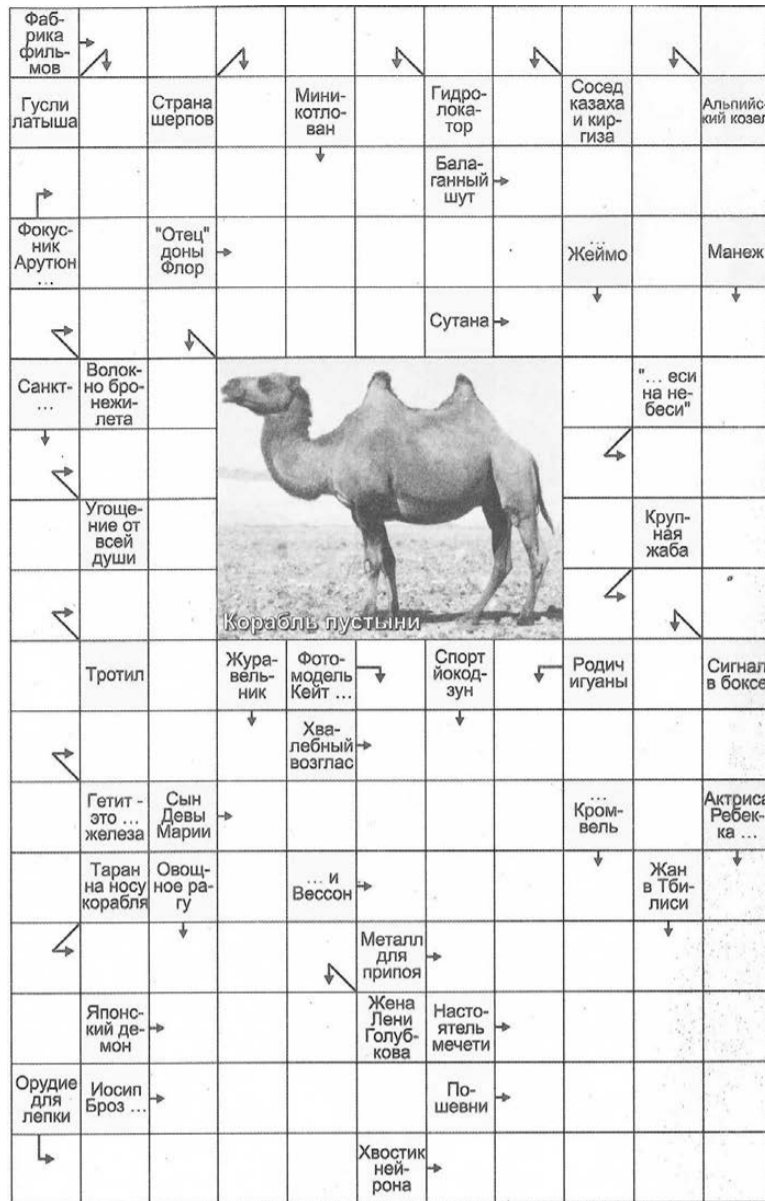 Фаб-
рика
филь-
мов
Гусли
латыша
Страна
шерпов
Мини-
котло-
ван
Гидро-
лока-
тор
Сосед
казаха
и кир-
гиза
Альпийс-
кий козел
Бала-
ганный
шут
Фокус-
ник
Арутюн
...
"Отец"
доны
Флор
...
Жеймо
Манеж
Сутана
Санкт-
...
Волок-
но бро-
нежи-
лета
"... еси
на не-
беси"
Угоще-
ние от
всей
души
Круп-
ная
жаба
Корабль пустыни
Тротил
Жура-
вель-
ник
Фото-
модель
Кейт ...
Спорт
йокод-
зун
Родич
игуаны
Сигнал
в боксе
Хва-
лебный
возглас
Гетит -
это ...
железа
Сын
Девы
Марии
...
Кром-
вель
Актриса
Ребек-
ка ...
Таран
на носу
корабля
Овощ-
ное ра-
гу
... и
Вессон
Жан
в Тби-
лиси
Металл
для
припоя
Японс-
кий де-
мон
Жена
Лени
Голуб-
кова
Насто-
ятель
мечети
Орудие
для
лепки
Иосип
Броз ...
По-
шевни
Хвостик
ней-
рона